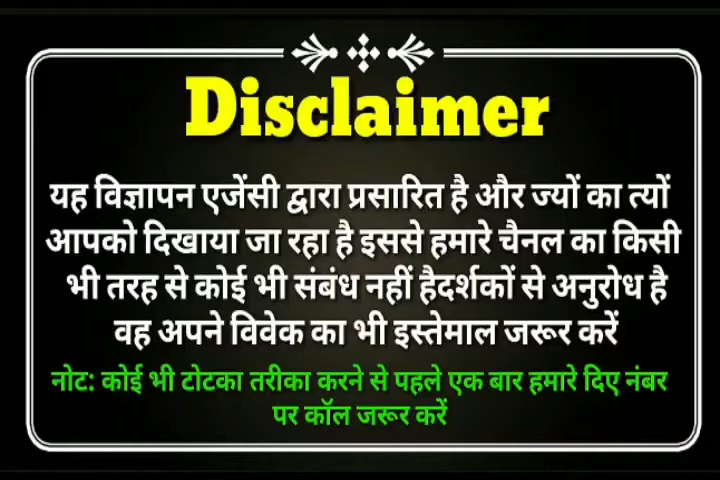 Disclaimer
यह विज्ञापन एजेंसी द्वारा प्रसारित है और ज्यों का त्यों
आपको दिखाया जा रहा है इससे हमारे चैनल का किसी
भी तरह से कोई भी संबंध नहीं हैदर्शकों से अनुरोध है
वह अपने विवेक का भी इस्तेमाल जरूर करें
नोट: कोई भी टोटका तरीका करने से पहले एक बार हमारे दिए नंबर
पर कॉल जरूर करें